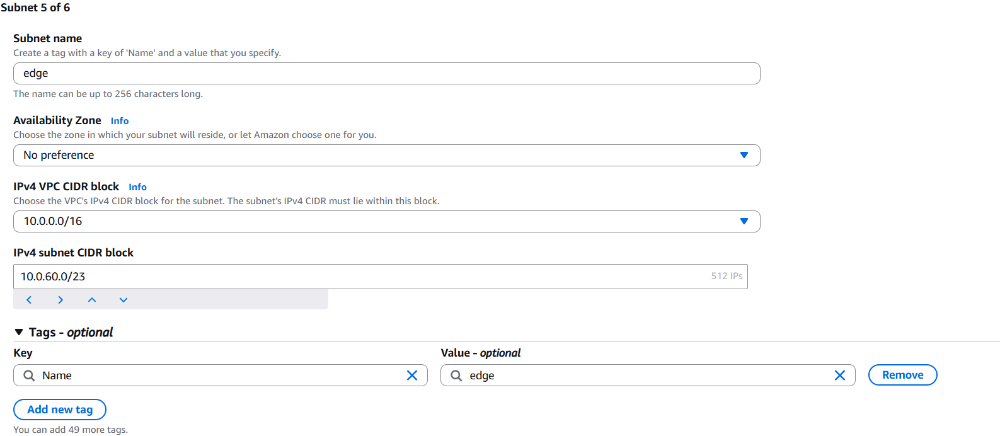 Subnet 5 of 6
Subnet name
Create a tag with a key of 'Name' and a value that you specify.
edge
The name can be up to 256 characters long.
Availability Zone Info
Choose the zone in which your subnet will reside, or let Amazon choose one for you.
No preference
IPv4 VPC CIDR block Info
Choose the VPC's IPv4 CIDR block for the subnet. The subnet's IPv4 CIDR must lie within this block.
10.0.0.0/16
IPv4 subnet CIDR block
10.0.60.0/23 512 IPs
Tags - optional
Key Value - optional
Name edge Remove
Add new tag
You can add 49 more tags.